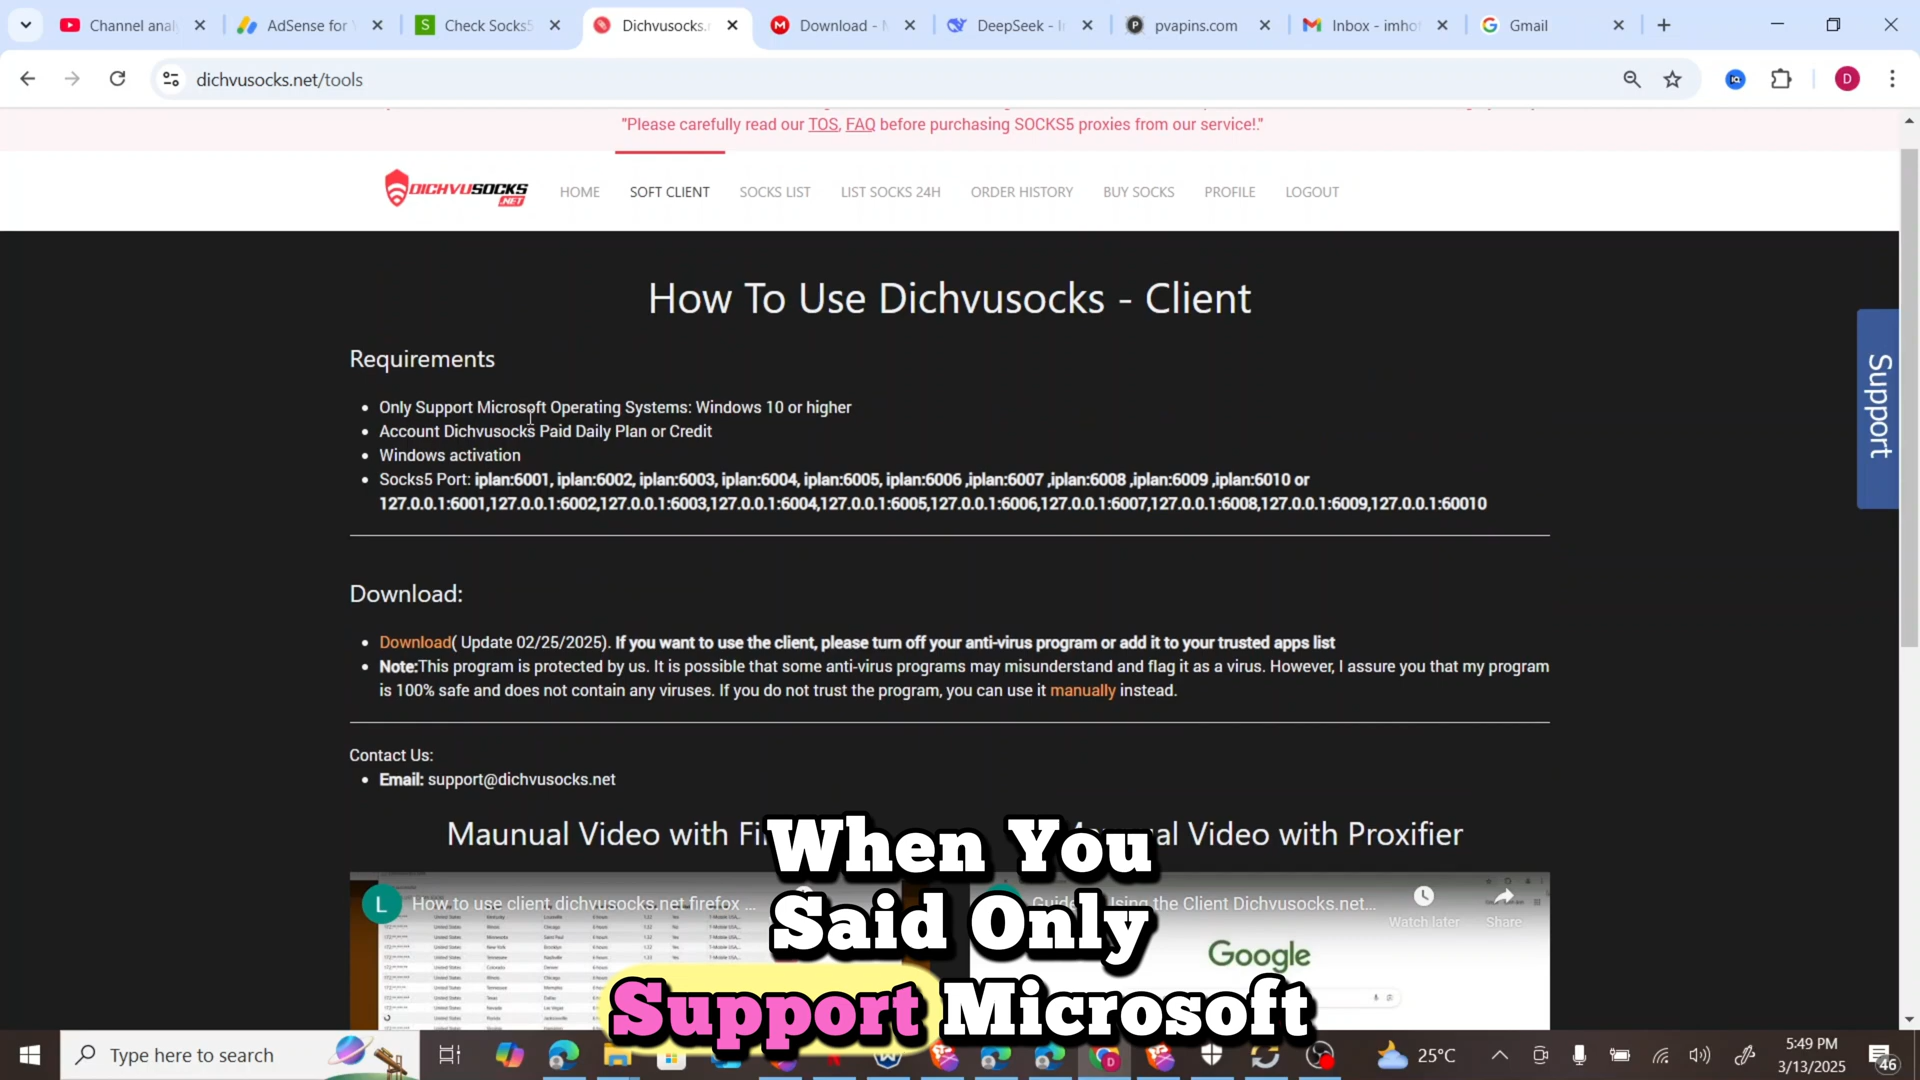 Channel anal
AdSense for
Check Socks5
Dichvusocks.
Download - M
DeepSeek - In
pvapins.com
Inbox - imhof
Gmail
dichvusocks.net/tools
D
"Please carefully read our TOS, FAQ before purchasing SOCKS5 proxies from our service!."
DICHVUSOCKS
.NET
HOME
SOFT CLIENT
SOCKS LIST
LIST SOCKS 24H
ORDER HISTORY
BUY SOCKS
PROFILE
LOGOUT
How To Use Dichvusocks - Client
Support
Requirements
Only Support Microsoft Operating Systems: Windows 10 or higher
Account Dichvusocks Paid Daily Plan or Credit
Windows activation
Socks5 Port: iplan:6001, iplan:6002, iplan:6003, iplan:6004, iplan:6005, iplan:6006 ,iplan:6007 ,iplan:6008 ,iplan:6009 ,iplan:6010 or
127.0.0.1:6001,127.0.0.1:6002,127.0.0.1:6003,127.0.0.1:6004,127.0.0.1:6005,127.0.0.1:6006,127.0.0.1:6007,127.0.0.1:6008,127.0.0.1:6009,127.0.0.1:60010
Download:
Download( Update 02/25/2025). If you want to use the client, please turn off your anti-virus program or add it to your trusted apps list
Note:This program is protected by us. It is possible that some anti-virus programs may misunderstand and flag it as a virus. However, I assure you that my program
is 100% safe and does not contain any viruses. If you do not trust the program, you can use it manually instead.
Contact Us:
Email: support@dichvusocks.net
Maunual Video with Fi
al Video with Proxifier
L
How to use client dichvusocks.net firefox ...
Using the Client Dichvusocks.net...
Watch later
Share
Google
When You
Said Only
Support Microsoft
Type here to search
25°C
5:49 PM
3/13/2025
46